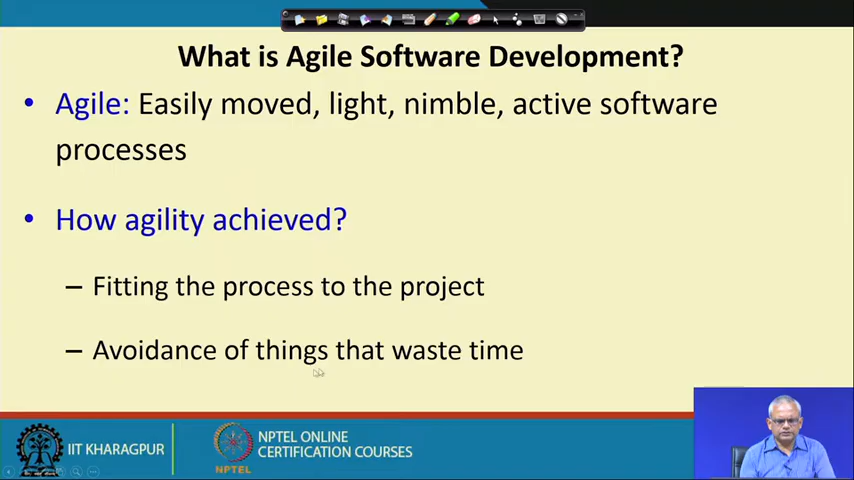 What is Agile Software Development?
• Agile: Easily moved, light, nimble, active software
processes
• How agility achieved?
– Fitting the process to the project
– Avoidance of things that waste time
IIT KHARAGPUR
NPTEL
NPTEL ONLINE
CERTIFICATION COURSES